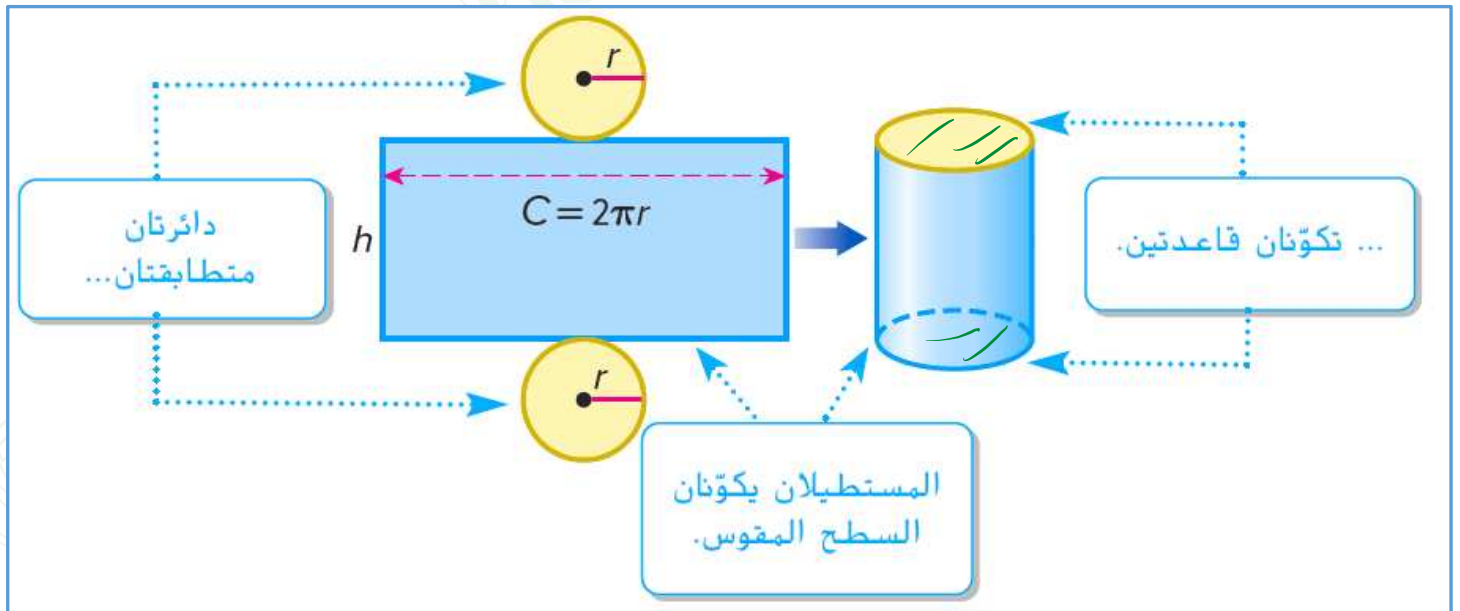 r
دائرتان
متطابقتان...
h
C = 2πr
... تكوّنان قاعدتين.
r
المستطيلان يكوّنان
السطح المقوس.